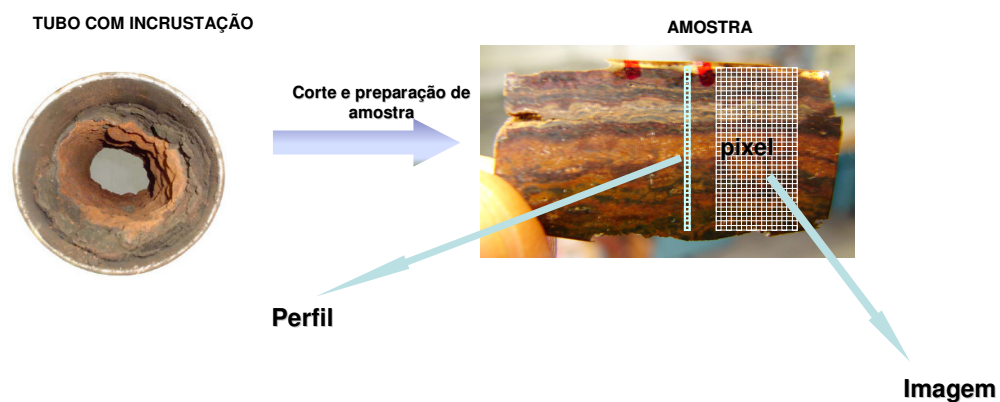 TUBO COM INCRUSTAÇÃO
AMOSTRA
Corte e preparação de
amostra
pixel
Perfil
Imagem